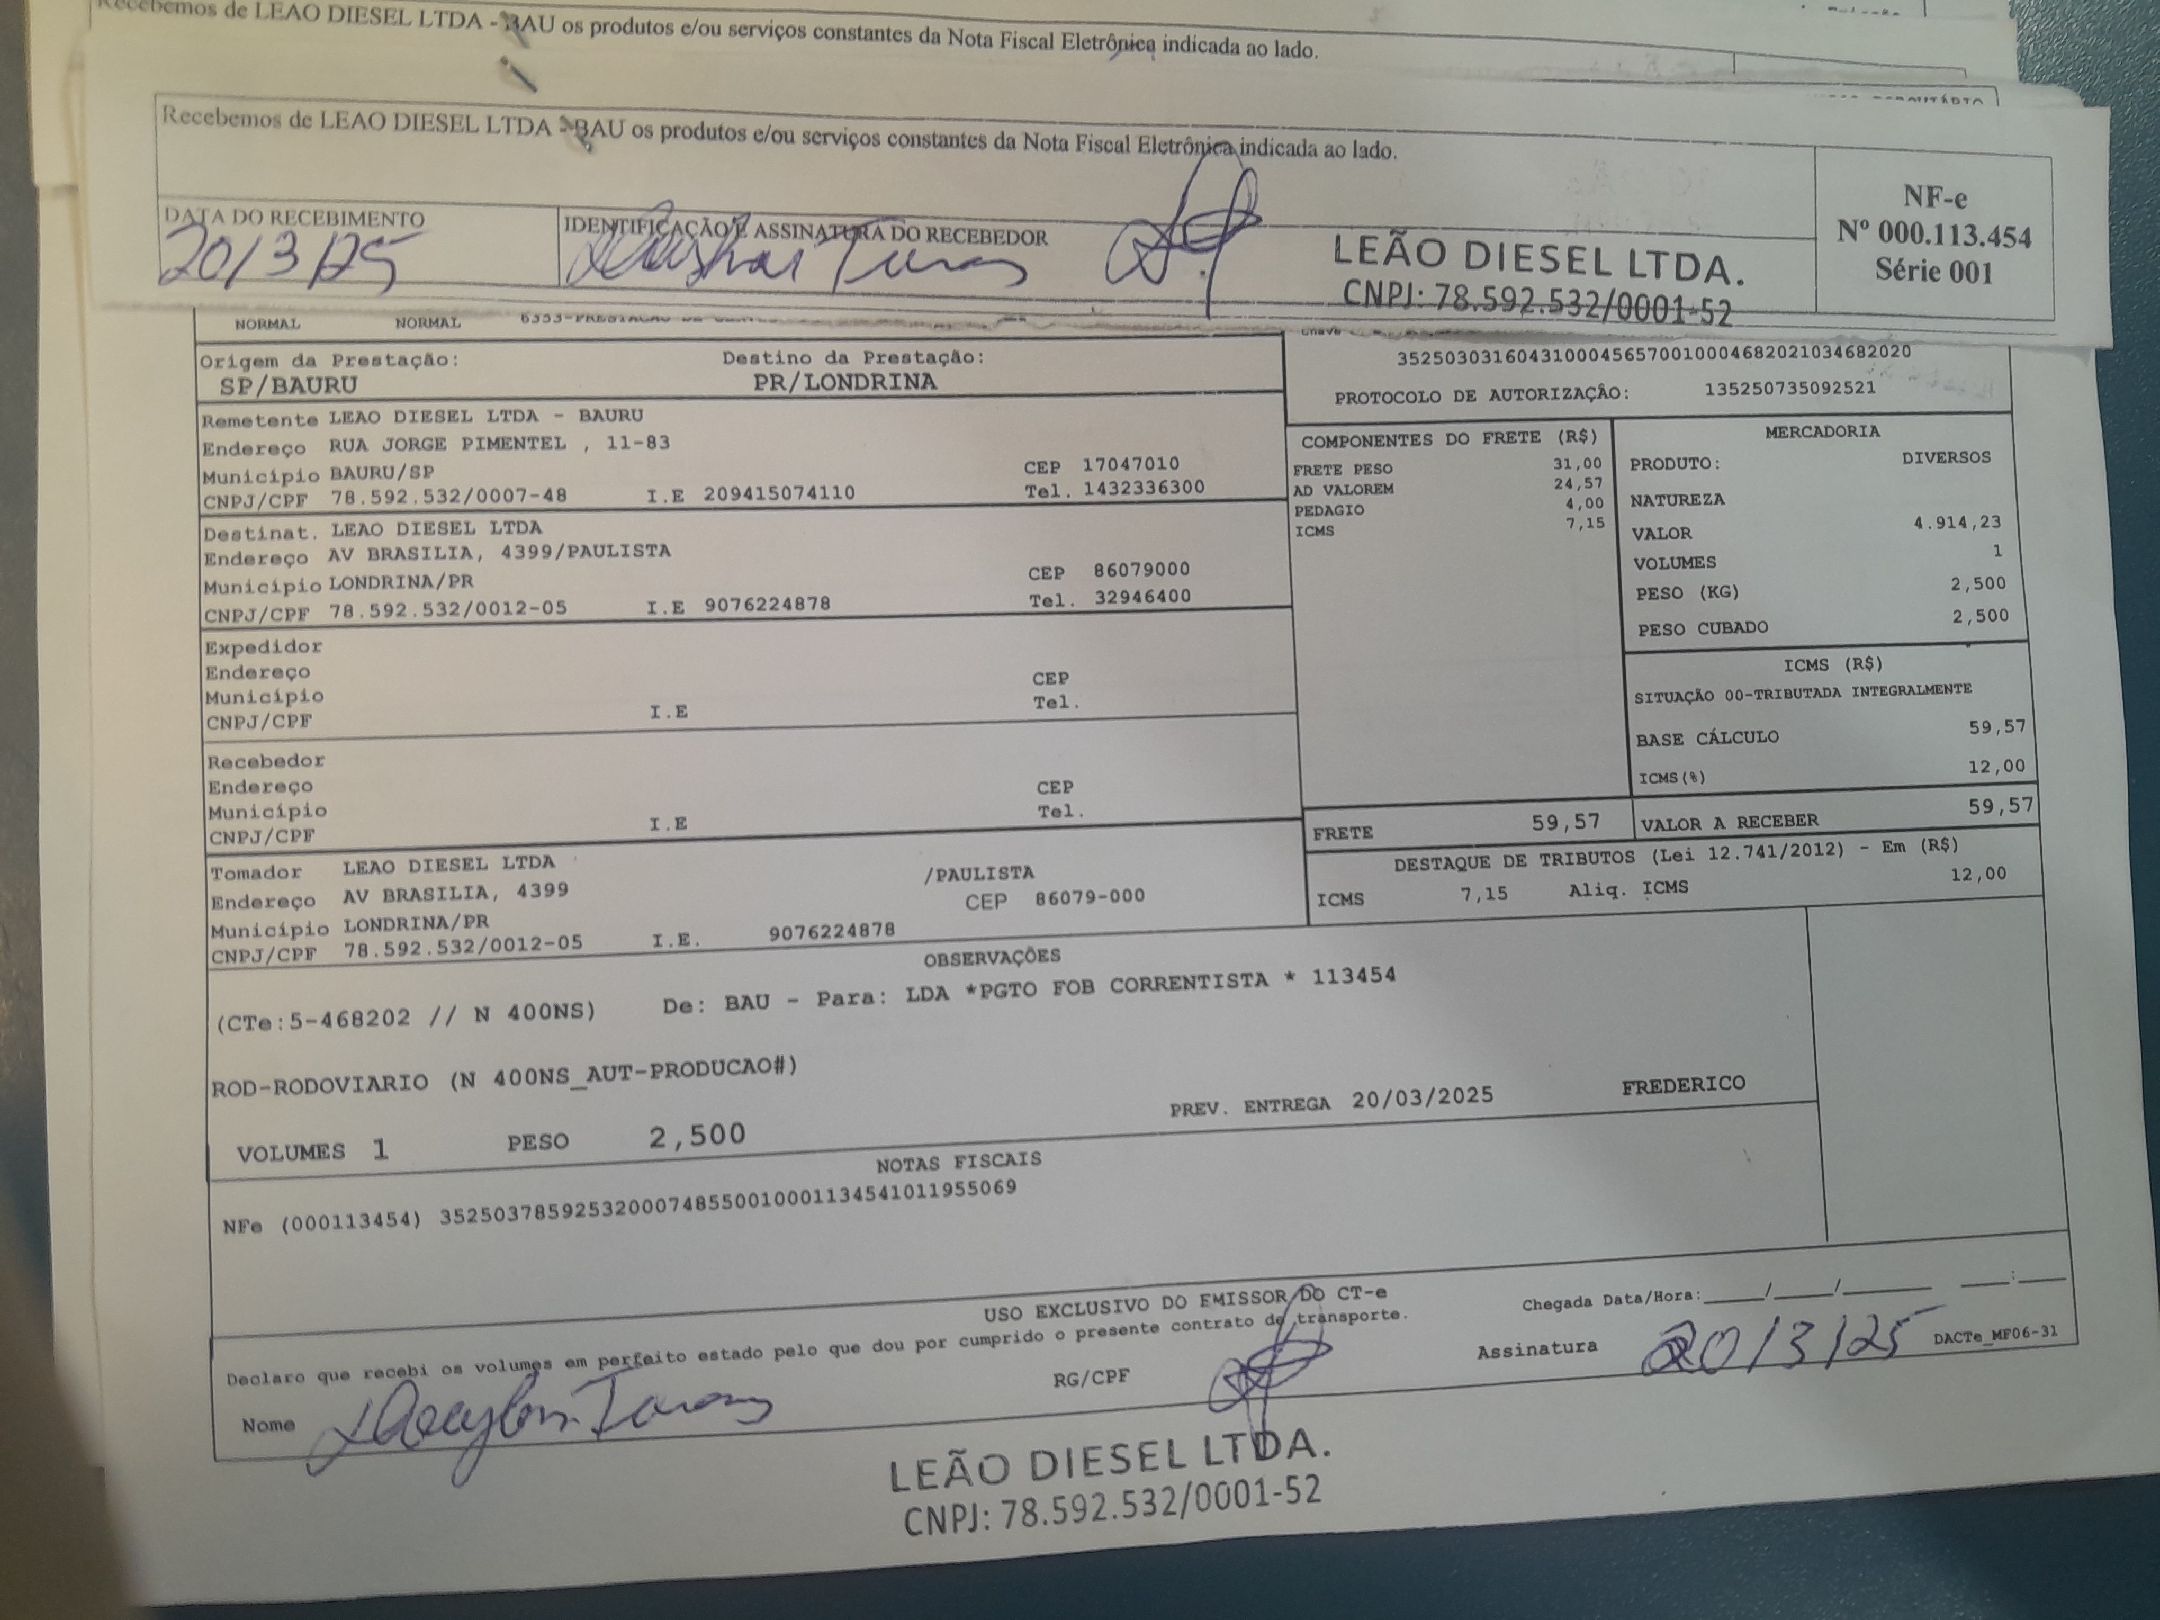 Recebemos de LEAO DIESEL LTDA - BAU os produtos e/ou serviços constantes da Nota Fiscal Eletrônica indicada ao lado.
Recebemos de LEAO DIESEL LTDA - BAU os produtos e/ou serviços constantes da Nota Fiscal Eletrônica indicada ao lado.
NF-e
Nº 000.113.454
Série 001
DATA DO RECEBIMENTO
20/3/25
IDENTIFICAÇÃO E ASSINATURA DO RECEBEDOR
LEÃO DIESEL LTDA.
CNPJ: 78.592.532/0001-52
NORMAL NORMAL
Origem da Prestação: Destino da Prestação:
SP/BAURU PR/LONDRINA
35250303160431000456570010004682021034682020
PROTOCOLO DE AUTORIZAÇÃO: 135250735092521
Remetente LEAO DIESEL LTDA - BAURU
Endereço RUA JORGE PIMENTEL , 11-83
Município BAURU/SP CEP 17047010
CNPJ/CPF 78.592.532/0007-48 I.E 209415074110 Tel. 1432336300
Destinat. LEAO DIESEL LTDA
Endereço AV BRASILIA, 4399/PAULISTA
Município LONDRINA/PR CEP 86079000
CNPJ/CPF 78.592.532/0012-05 I.E 9076224878 Tel. 32946400
Expedidor
Endereço
Município CEP
CNPJ/CPF I.E Tel.
Recebedor
Endereço
Município CEP
CNPJ/CPF I.E Tel.
Tomador LEAO DIESEL LTDA
Endereço AV BRASILIA, 4399 /PAULISTA
Município LONDRINA/PR CEP 86079-000
CNPJ/CPF 78.592.532/0012-05 I.E. 9076224878
COMPONENTES DO FRETE (R$)
FRETE PESO 31,00
AD VALOREM 24,57
PEDAGIO 4,00
ICMS 7,15
MERCADORIA
PRODUTO: DIVERSOS
NATUREZA
VALOR 4.914,23
VOLUMES 1
PESO (KG) 2,500
PESO CUBADO 2,500
ICMS (R$)
SITUAÇÃO 00-TRIBUTADA INTEGRALMENTE
BASE CÁLCULO 59,57
ICMS(%) 12,00
FRETE 59,57 VALOR A RECEBER 59,57
DESTAQUE DE TRIBUTOS (Lei 12.741/2012) - Em (R$)
ICMS 7,15 Aliq. ICMS 12,00
OBSERVAÇÕES
(CTe:5-468202 // N 400NS) De: BAU - Para: LDA *PGTO FOB CORRENTISTA * 113454
ROD-RODOVIARIO (N 400NS_AUT-PRODUCAO#)
PREV. ENTREGA 20/03/2025 FREDERICO
VOLUMES 1 PESO 2,500
NOTAS FISCAIS
NFe (000113454) 35250378592532000748550010001134541011955069
USO EXCLUSIVO DO EMISSOR DO CT-e
Declaro que recebi os volumes em perfeito estado pelo que dou por cumprido o presente contrato de transporte.
Chegada Data/Hora:_____/_____/_______ ___:___
Nome RG/CPF Assinatura 20/3/25 DACTe_MF06-31
LEÃO DIESEL LTDA.
CNPJ: 78.592.532/0001-52